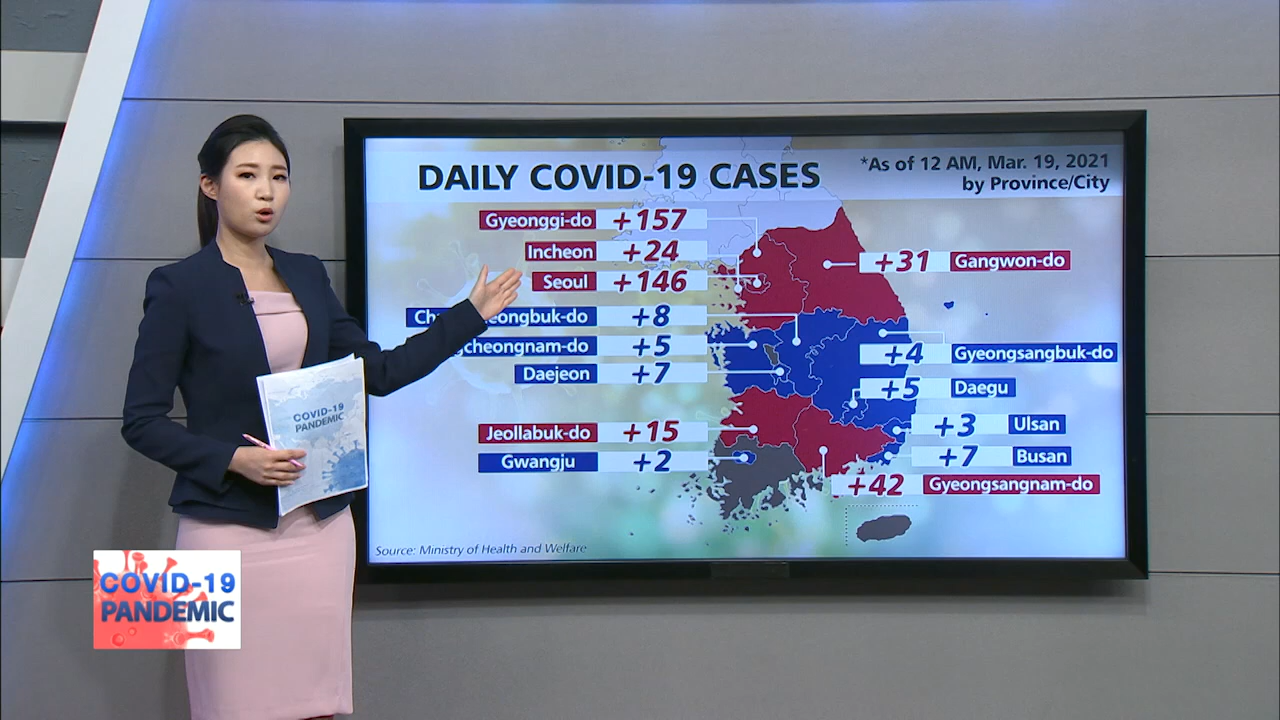 DAILY COVID-19 CASES
*As of 12 AM, Mar. 19, 2021
by Province/City
Gyeonggi-do +157
Incheon +24
Seoul +146
+31 Gangwon-do
+8
+5
Daejeon +7
+4 Gyeongsangbuk-do
+5 Daegu
Jeollabuk-do +15
Gwangju +2
+3 Ulsan
+7 Busan
+42 Gyeongsangnam-do
Source: Ministry of Health and Welfare
COVID-19
PANDEMIC
COVID-19
PANDEMIC